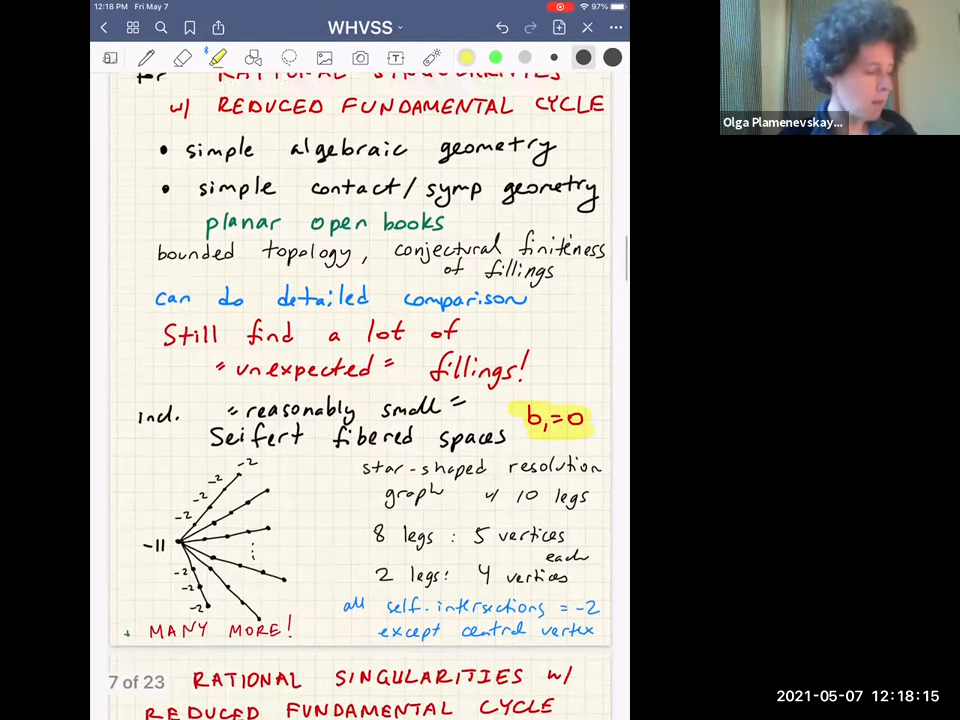 12:18 PM Fri May 7
97%
WHVSS
for RATIONAL SINGULARITIES
w/ REDUCED FUNDAMENTAL CYCLE
• simple algebraic geometry
• simple contact/symp geometry
planar open books
bounded topology, conjectural finiteness
of fillings
can do detailed comparison
Still find a lot of
"unexpected" fillings!
incl. "reasonably small" b₁=0
Seifert fibered spaces
-2
-2
-2
-2
-11
-2
-2
-2
star-shaped resolution
graph w/ 10 legs
8 legs: 5 vertices
each
2 legs: 4 vertices
all self-intersections = -2
except central vertex
+ MANY MORE!
7 of 23
RATIONAL SINGULARITIES w/
REDUCED FUNDAMENTAL CYCLE
Olga Plamenevskay...
2021-05-07 12:18:15